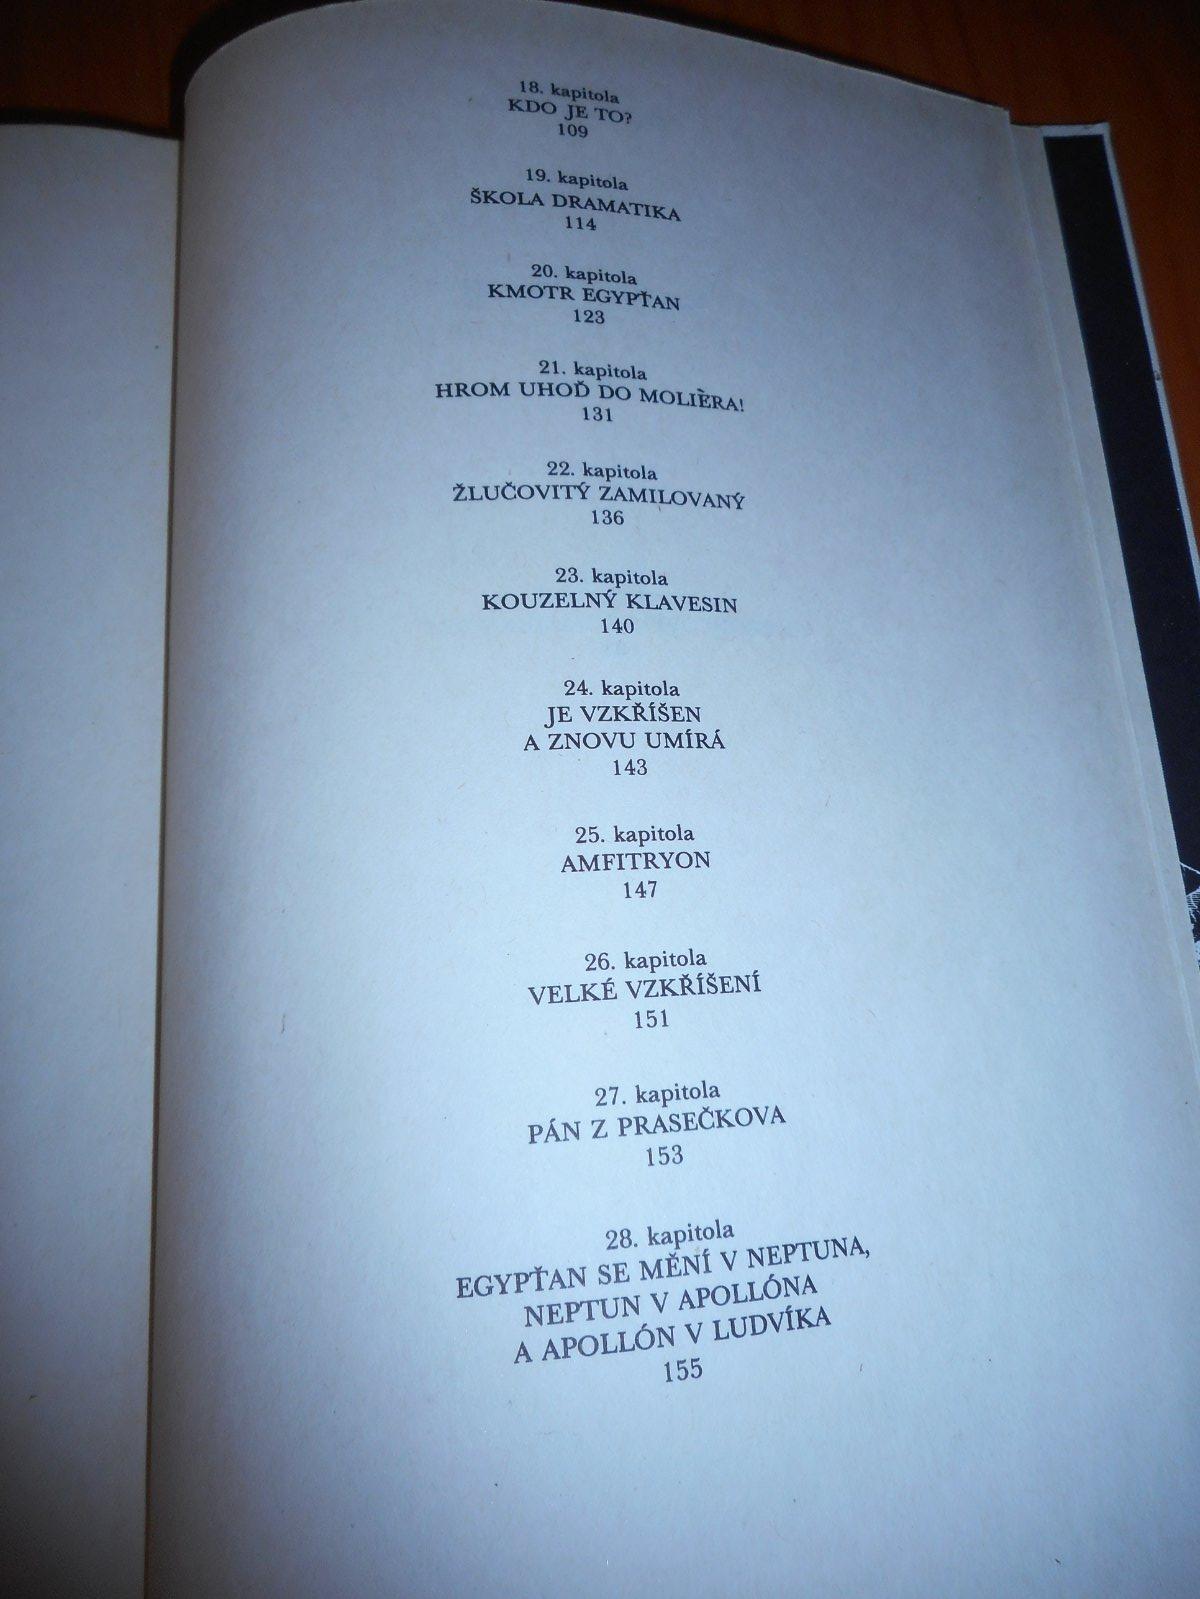 18. kapitola
KDO JE TO?
109
19. kapitola
ŠKOLA DRAMATIKA
114
20. kapitola
KMOTR EGYPŤAN
123
21. kapitola
HROM UHOĎ DO MOLIÈRA!
131
22. kapitola
ŽLUČOVITÝ ZAMILOVANÝ
136
23. kapitola
KOUZELNÝ KLAVESIN
140
24. kapitola
JE VZKŘÍŠEN
A ZNOVU UMÍRÁ
143
25. kapitola
AMFITRYON
147
26. kapitola
VELKÉ VZKŘÍŠENÍ
151
27. kapitola
PÁN Z PRASEČKOVA
153
28. kapitola
EGYPŤAN SE MĚNÍ V NEPTUNA,
NEPTUN V APOLLÓNA
A APOLLÓN V LUDVÍKA
155